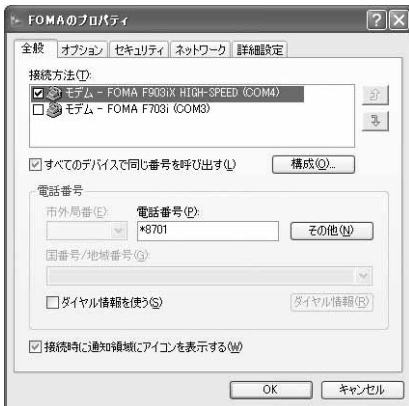 FOMAのプロパティ
全般 オプション セキュリティ ネットワーク 詳細設定
接続方法(T):
モデム - FOMA F903iX HIGH-SPEED (COM4)
モデム - FOMA F703i (COM3)
すべてのデバイスで同じ番号を呼び出す(L) 構成(O)...
電話番号
市外局番(E): 電話番号(P):
*8701 その他(N)
国番号/地域番号(G):
ダイヤル情報を使う(S) ダイヤル情報(R)
接続時に通知領域にアイコンを表示する(W)
OK キャンセル